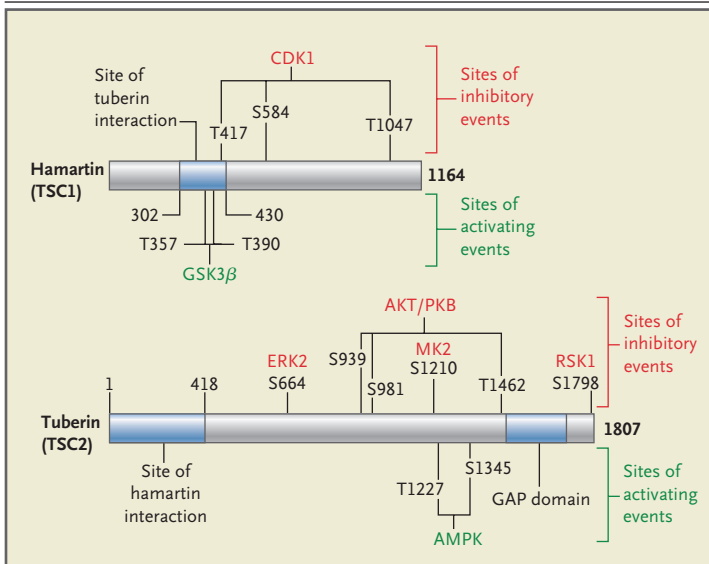 CDK1
Site of
tuberin
interaction
T417
S584
T1047
Sites of
inhibitory
events
Hamartin
(TSC1)
1164
302
430
T357
T390
GSK3β
Sites of
activating
events
AKT/PKB
ERK2
S664
S939
S981
MK2
S1210
T1462
RSK1
S1798
Sites of
inhibitory
events
1
418
Tuberin
(TSC2)
1807
Site of
hamartin
interaction
T1227
S1345
GAP domain
AMPK
Sites of
activating
events